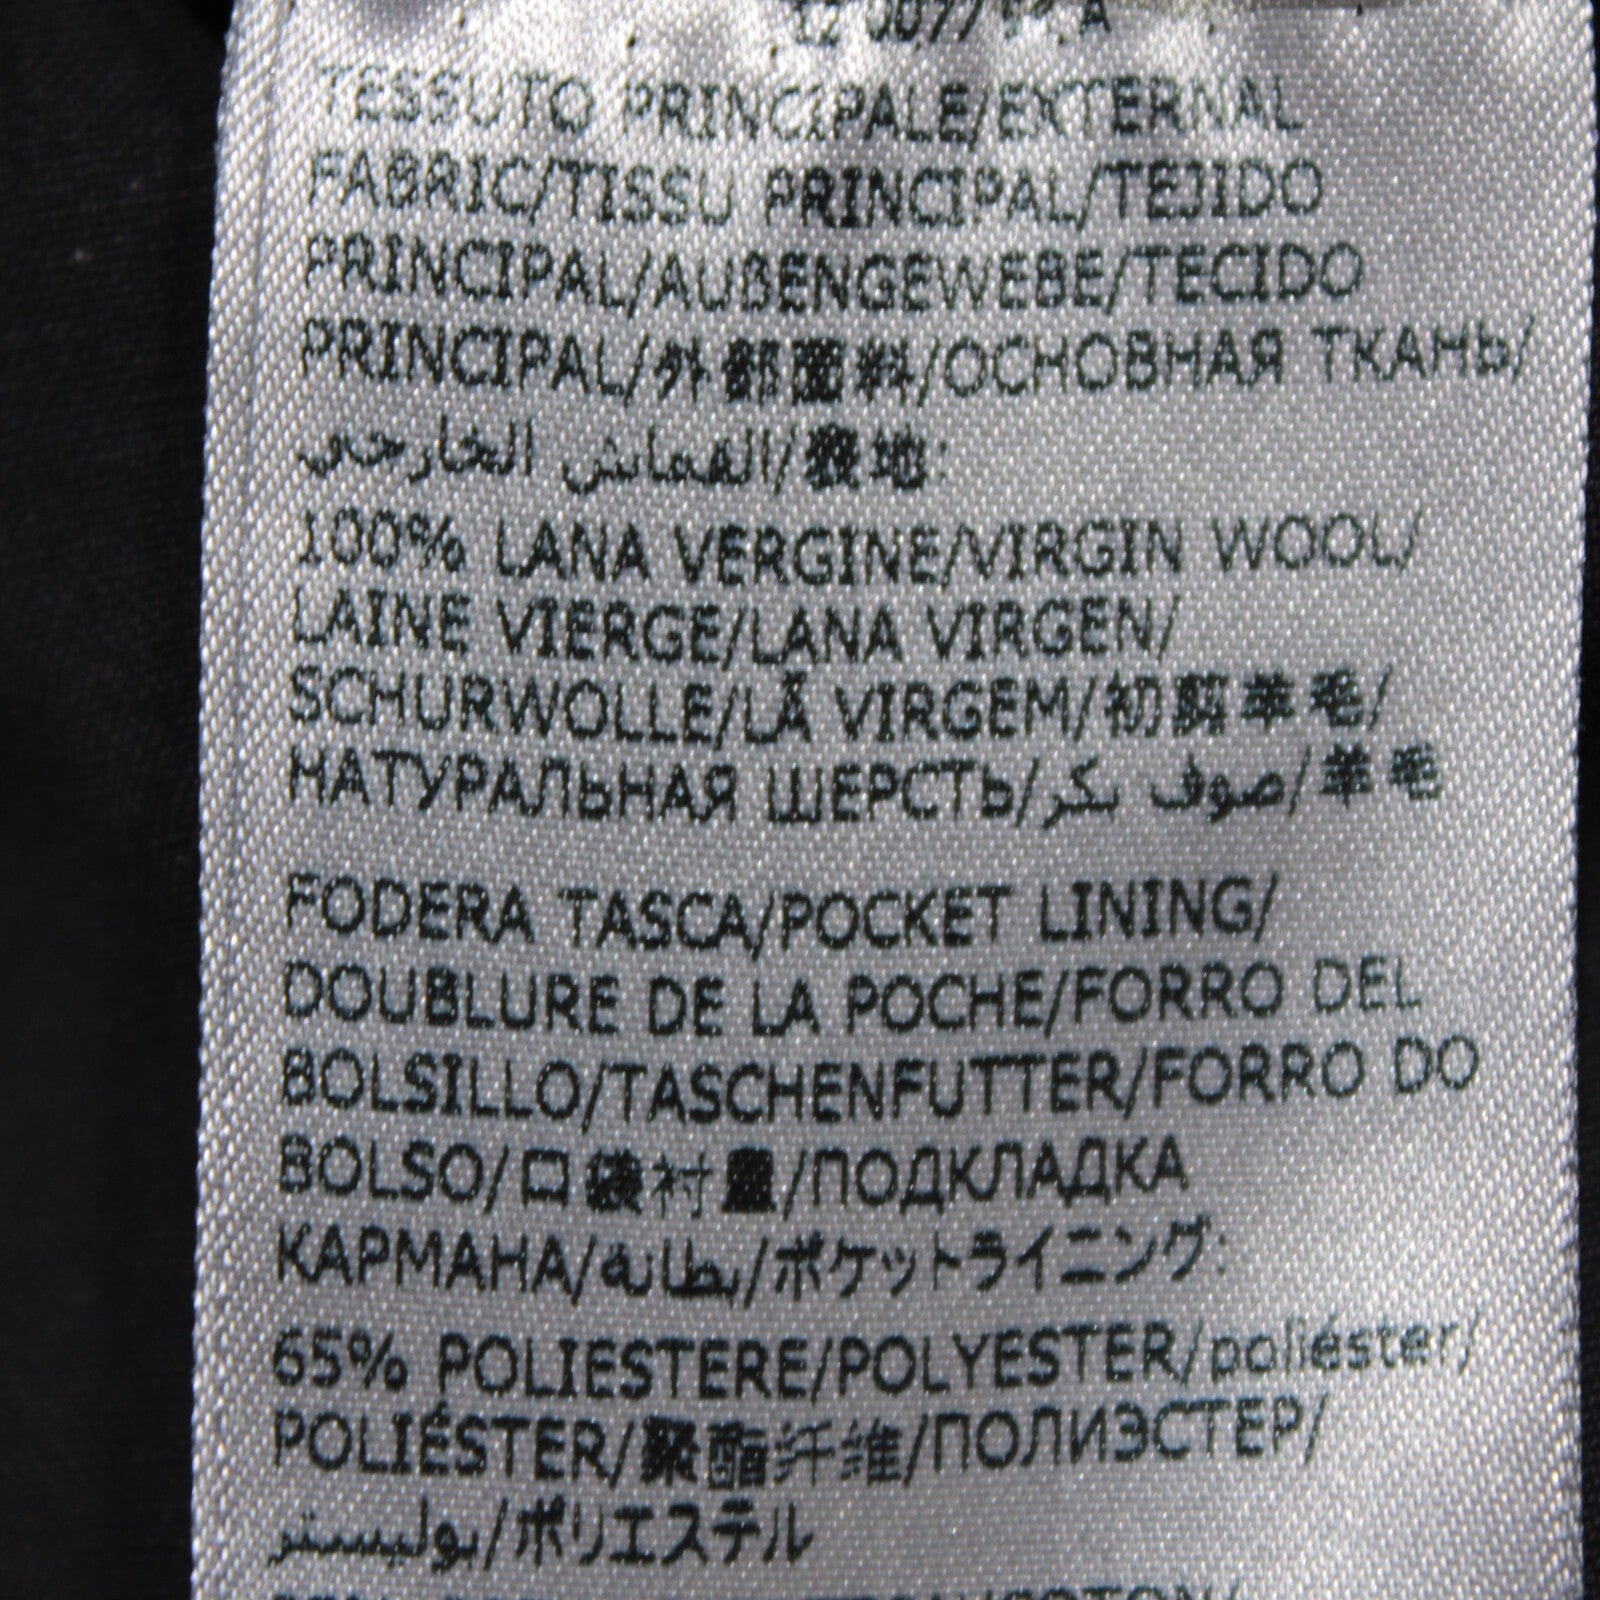 TESSUTO PRINCIPALE/EXTERNAL
FABRIC/TISSU PRINCIPAL/TEJIDO
PRINCIPAL/AUßENGEWEBE/TECIDO
PRINCIPAL/外部面料/ОСНОВНАЯ ТКАНЬ/
القماش الخارجي/表地:
100% LANA VERGINE/VIRGIN WOOL/
LAINE VIERGE/LANA VIRGEN/
SCHURWOLLE/LÃ VIRGEM/初剪羊毛/
НАТУРАЛЬНАЯ ШЕРСТЬ/صوف بكر/羊毛
FODERA TASCA/POCKET LINING/
DOUBLURE DE LA POCHE/FORRO DEL
BOLSILLO/TASCHENFUTTER/FORRO DO
BOLSO/口袋衬量/ПОДКЛАДКА
КАРМАНА/بطانة/ポケットライニング:
65% POLIESTERE/POLYESTER/poliéster/
POLIÉSTER/聚酯纤维/ПОЛИЭСТЕР/
بوليستر/ポリエステル